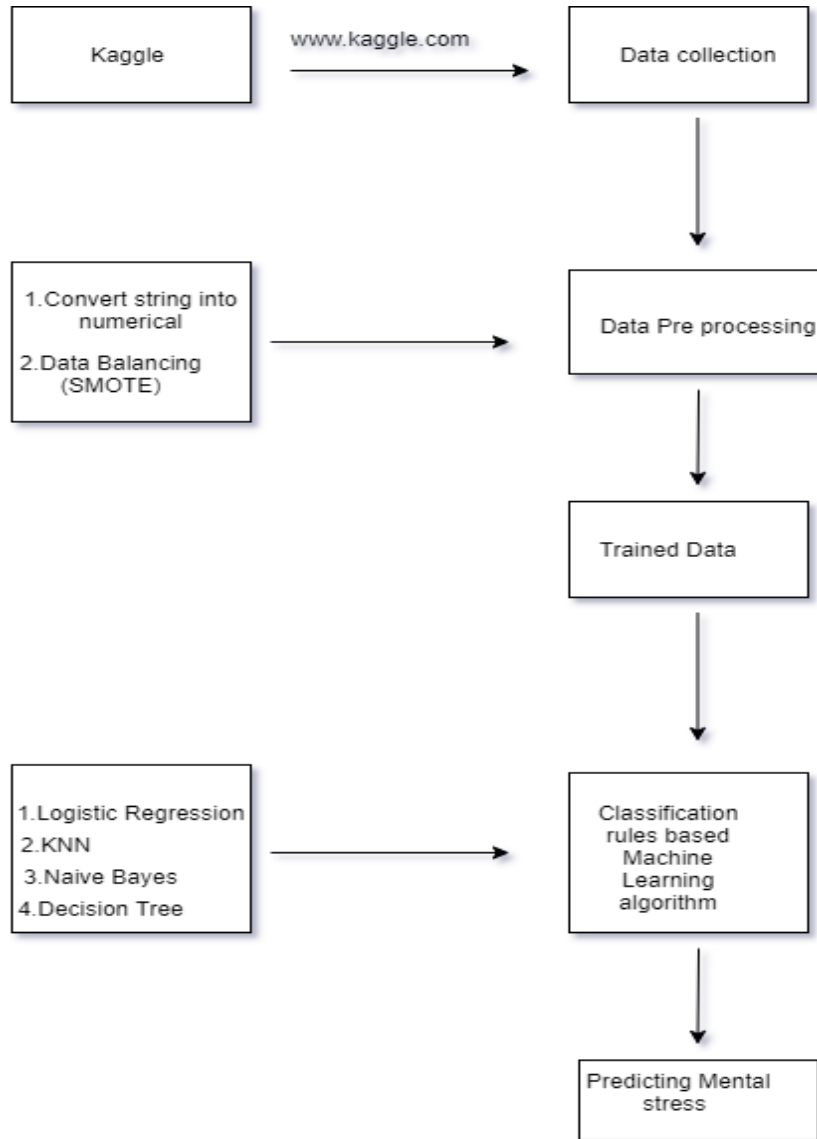 Kaggle
www.kaggle.com
Data collection
1.Convert string into
numerical
2.Data Balancing
(SMOTE)
Data Pre processing
Trained Data
1.Logistic Regression
2.KNN
3.Naive Bayes
4.Decision Tree
Classification
rules based
Machine
Learning
algorithm
Predicting Mental
stress